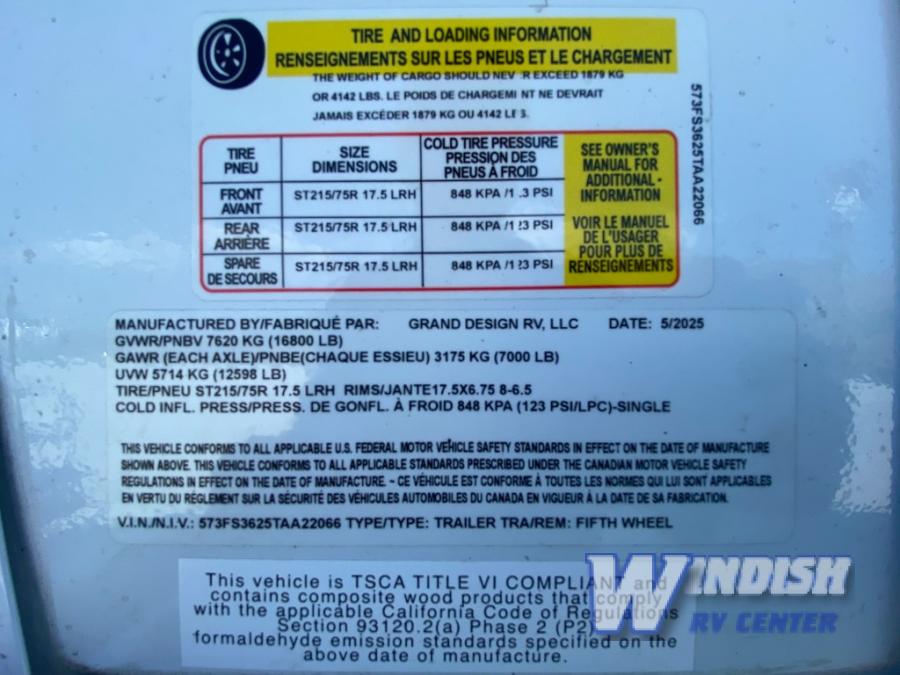 TIRE AND LOADING INFORMATION
RENSEIGNEMENTS SUR LES PNEUS ET LE CHARGEMENT
THE WEIGHT OF CARGO SHOULD NEV R EXCEED 1879 KG
OR 4142 LBS. LE POIDS DE CHARGEMENT NE DEVRAIT
JAMAIS EXCÉDER 1879 KG OU 4142 LBS.
573FS3625TAA22066
TIRE SIZE COLD TIRE PRESSURE
PNEU DIMENSIONS PRESSION DES
PNEUS À FROID
FRONT ST215/75R 17.5 LRH 848 KPA /1 .3 PSI
AVANT
REAR ST215/75R 17.5 LRH 848 KPA /123 PSI
ARRIÈRE
SPARE ST215/75R 17.5 LRH 848 KPA /123 PSI
DE SECOURS
SEE OWNER'S
MANUAL FOR
ADDITIONAL
INFORMATION
VOIR LE MANUEL
DE L'USAGER
POUR PLUS DE
RENSEIGNEMENTS
MANUFACTURED BY/FABRIQUÉ PAR: GRAND DESIGN RV, LLC DATE: 5/2025
GVWR/PNBV 7620 KG (16800 LB)
GAWR (EACH AXLE)/PNBE(CHAQUE ESSIEU) 3175 KG (7000 LB)
UVW 5714 KG (12598 LB)
TIRE/PNEU ST215/75R 17.5 LRH RIMS/JANTE17.5X6.75 8-6.5
COLD INFL. PRESS/PRESS. DE GONFL. À FROID 848 KPA (123 PSI/LPC)-SINGLE
THIS VEHICLE CONFORMS TO ALL APPLICABLE U.S. FEDERAL MOTOR VEHICLE SAFETY STANDARDS IN EFFECT ON THE DATE OF MANUFACTURE
SHOWN ABOVE. THIS VEHICLE CONFORMS TO ALL APPLICABLE STANDARDS PRESCRIBED UNDER THE CANADIAN MOTOR VEHICLE SAFETY
REGULATIONS IN EFFECT ON THE DATE OF MANUFACTURE. - CE VÉHICULE EST CONFORME À TOUTES LES NORMES QUI LUI SONT APPLICABLES
EN VERTU DU RÈGLEMENT SUR LA SÉCURITÉ DES VÉHICULES AUTOMOBILES DU CANADA EN VIGUEUR À LA DATE DE SA FABRICATION.
V.I.N./N.I.V.: 573FS3625TAA22066 TYPE/TYPE: TRAILER TRA/REM: FIFTH WHEEL
This vehicle is TSCA TITLE VI COMPLIANT and
contains composite wood products that comply
with the applicable California Code of Regulations
Section 93120.2(a) Phase 2 (P2)
formaldehyde emission standards specified on the
above date of manufacture.
WINDISH
RV CENTER